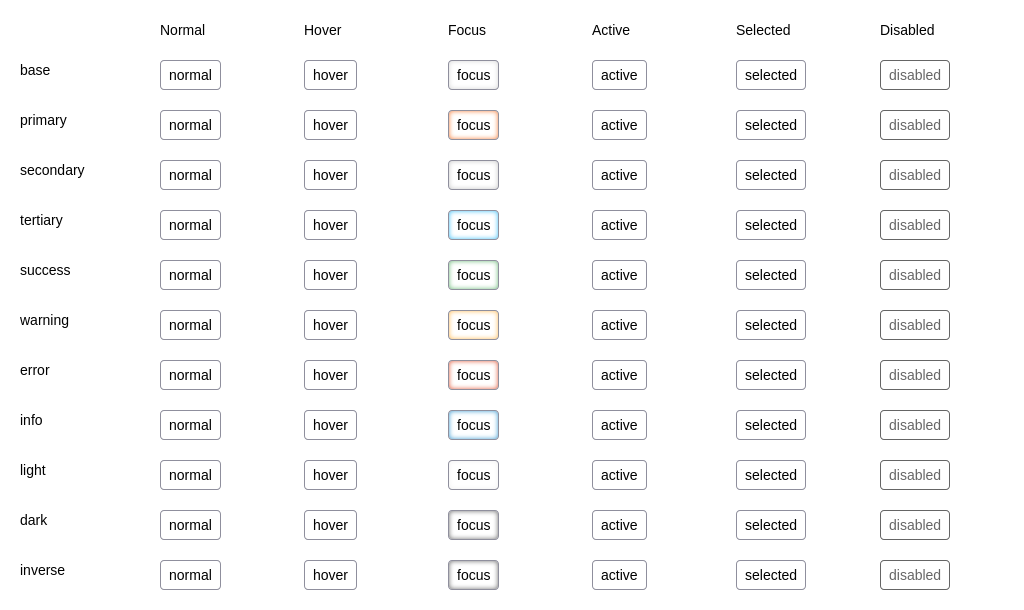 Normal Hover Focus Active Selected Disabled
base normal hover focus active selected disabled
primary normal hover focus active selected disabled
secondary normal hover focus active selected disabled
tertiary normal hover focus active selected disabled
success normal hover focus active selected disabled
warning normal hover focus active selected disabled
error normal hover focus active selected disabled
info normal hover focus active selected disabled
light normal hover focus active selected disabled
dark normal hover focus active selected disabled
inverse normal hover focus active selected disabled